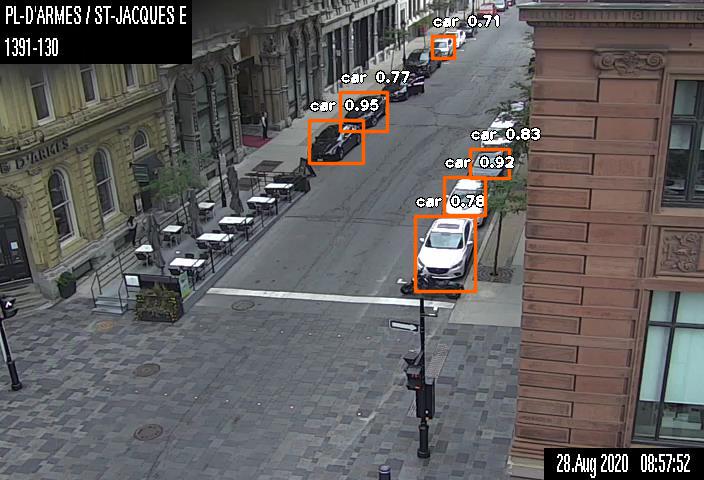 PL-D'ARMES / ST-JACQUES E
1391-130
car 0.71
car 0.77
car 0.95
car 0.83
car 0.92
car 0.78
D'ARMES
28.Aug 2020 08:57:52